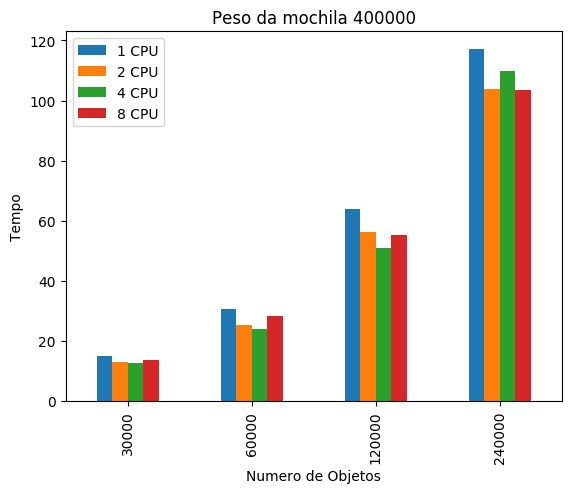 Peso da mochila 400000
1 CPU
2 CPU
4 CPU
8 CPU
120
100
80
60
40
20
0
Tempo
30000
60000
120000
240000
Numero de Objetos